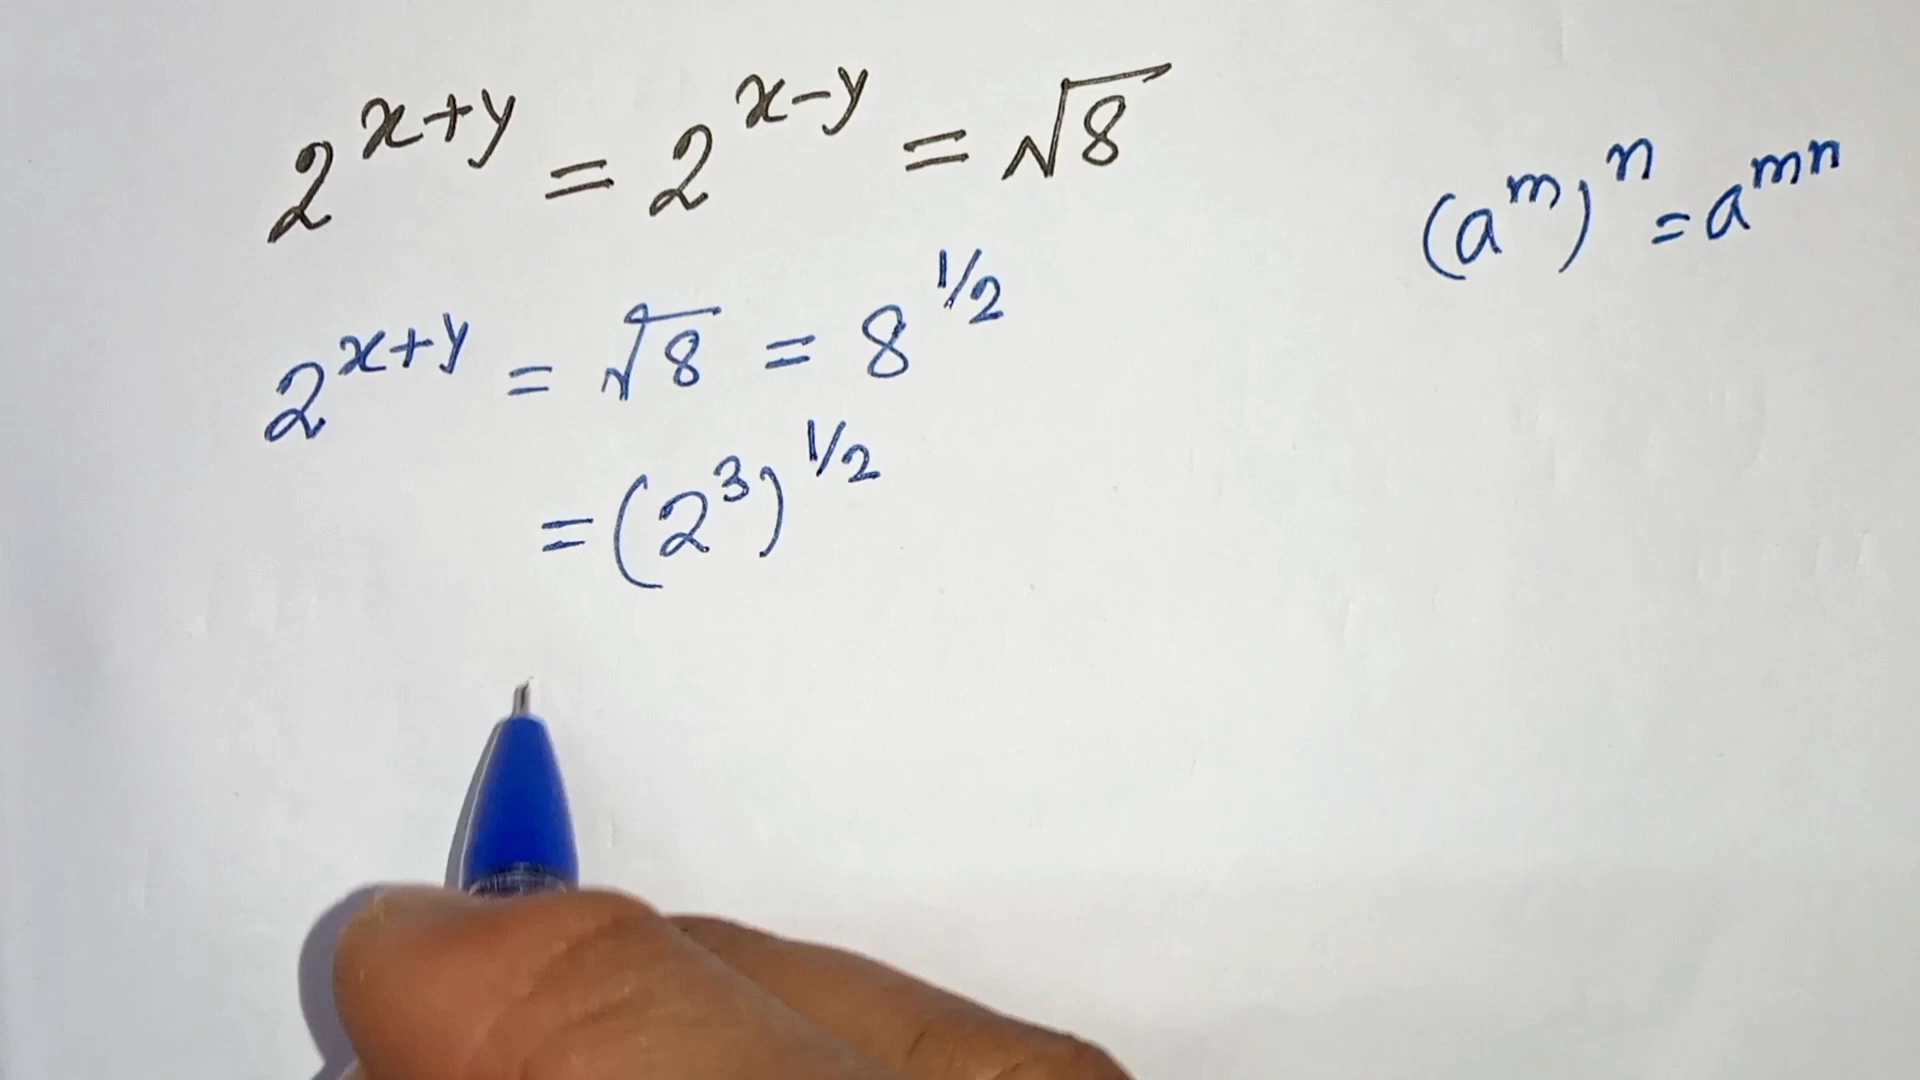 2^{x+y} = 2^{x-y} = √8
(a^m)^n = a^{mn}
2^{x+y} = √8 = 8^{1/2}
= (2^3)^{1/2}